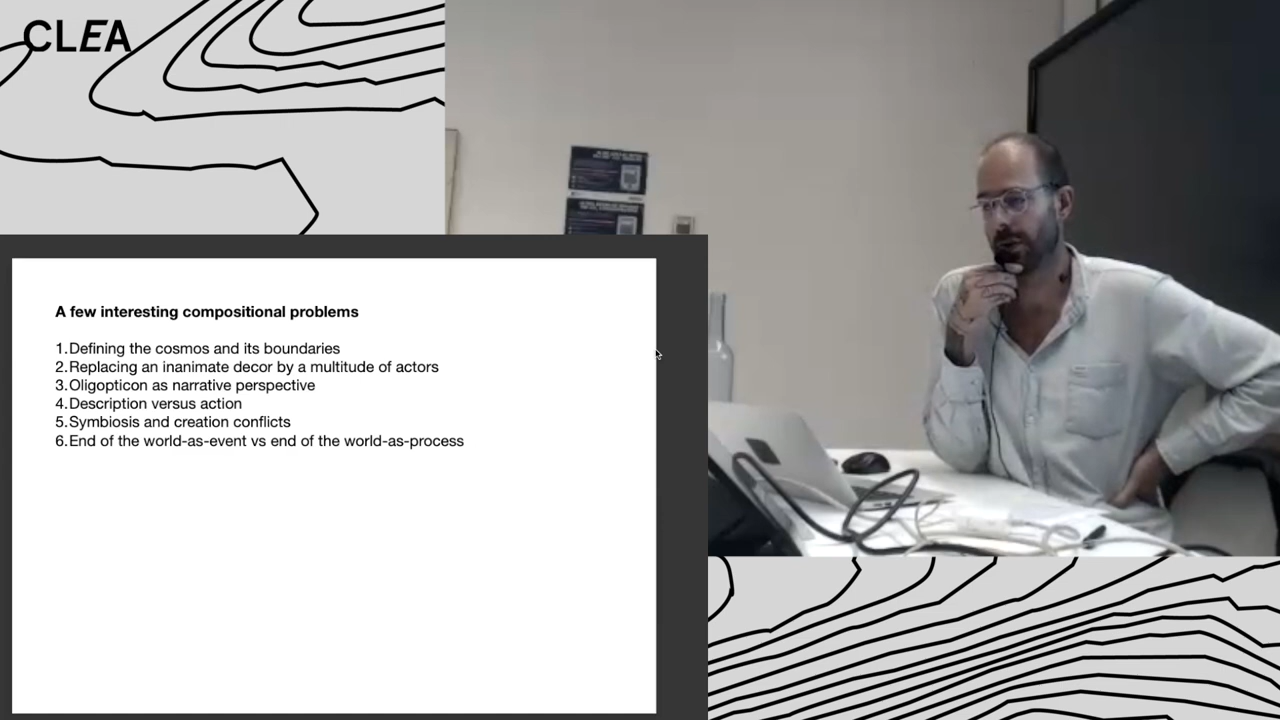 CLEA
A few interesting compositional problems
1.Defining the cosmos and its boundaries
2.Replacing an inanimate decor by a multitude of actors
3.Oligopticon as narrative perspective
4.Description versus action
5.Symbiosis and creation conflicts
6.End of the world-as-event vs end of the world-as-process